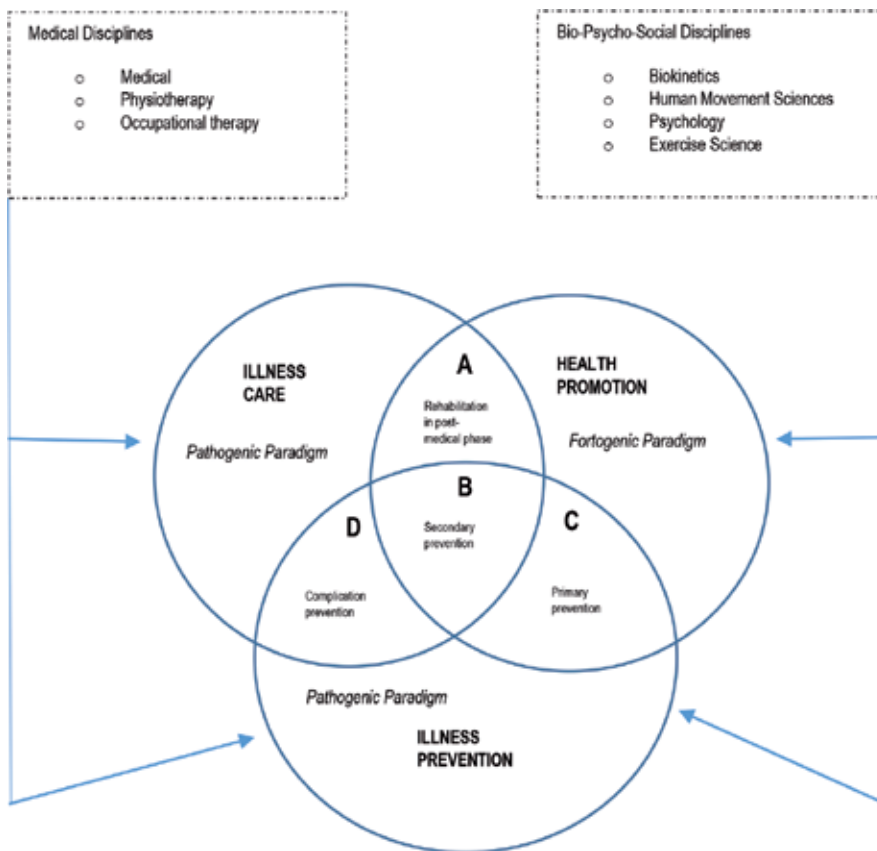 Medical Disciplines
o Medical
o Physiotherapy
o Occupational therapy
Bio-Psycho-Social Disciplines
o Biokinetics
o Human Movement Sciences
o Psychology
o Exercise Science
ILLNESS
CARE
Pathogenic Paradigm
A
Rehabilitation
in post-
medical phase
HEALTH
PROMOTION
Fortogenic Paradigm
B
Secondary
prevention
D
Complication
prevention
C
Primary
prevention
Pathogenic Paradigm
ILLNESS
PREVENTION